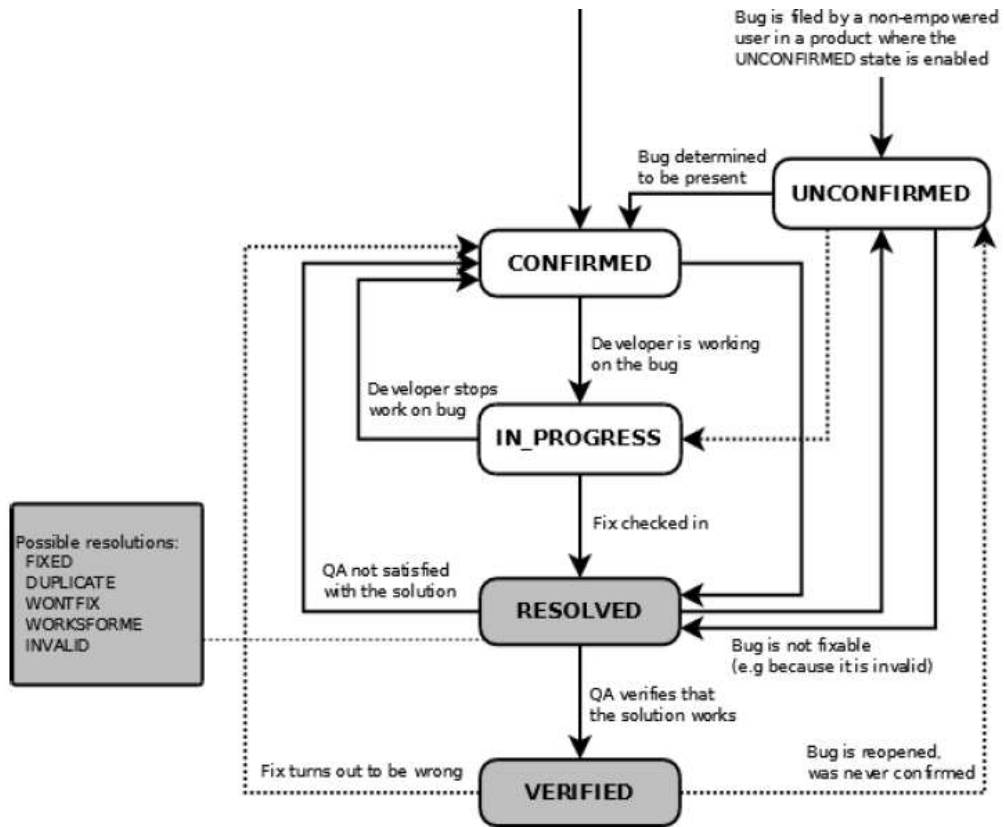 Bug is filed by a non-empowered
user in a product where the
UNCONFIRMED state is enabled
Bug determined
to be present
UNCONFIRMED
CONFIRMED
Developer is working
on the bug
Developer stops
work on bug
IN_PROGRESS
Fix checked in
Possible resolutions:
FIXED
DUPLICATE
WONTFIX
WORKSFORME
INVALID
QA not satisfied
with the solution
RESOLVED
Bug is not fixable
(e.g because it is invalid)
QA verifies that
the solution works
Fix turns out to be wrong
VERIFIED
Bug is reopened,
was never confirmed